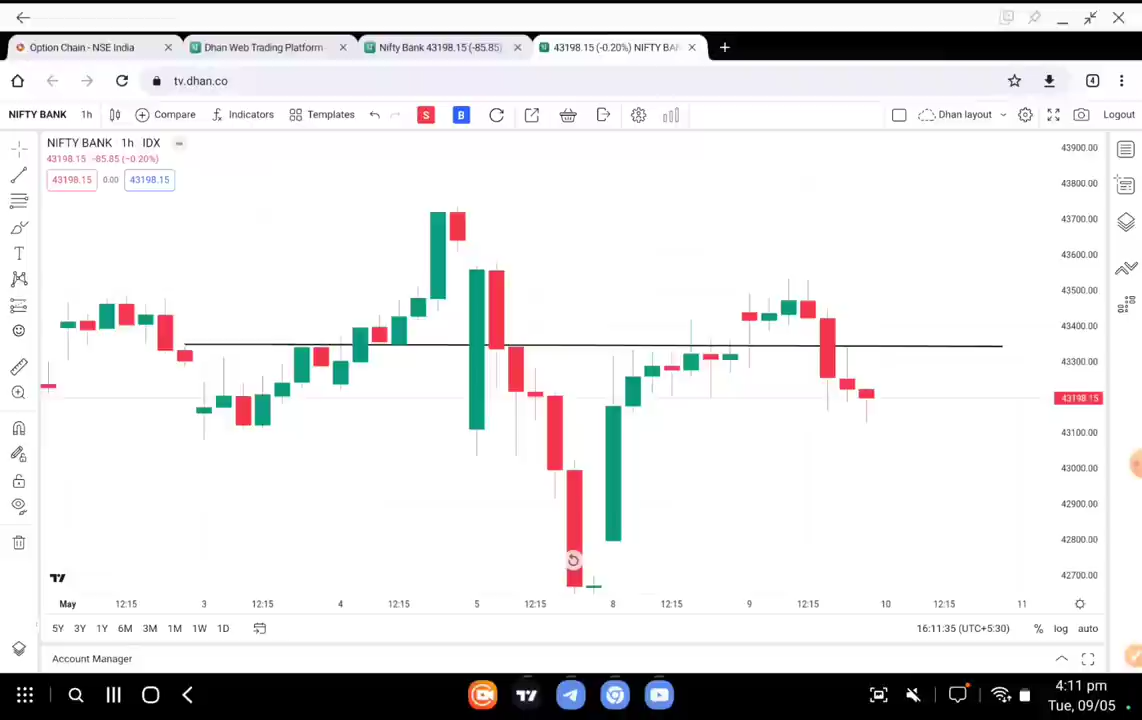 Option Chain - NSE India
Dhan Web Trading Platform
Nifty Bank 43198.15 (-85.85)
43198.15 (-0.20%) NIFTY BAN
tv.dhan.co
4
NIFTY BANK 1h Compare Indicators Templates S B Dhan layout Logout
NIFTY BANK 1h IDX
43198.15 -85.85 (−0.20%)
43198.15 0.00 43198.15
43900.00
43800.00
43700.00
43600.00
43500.00
43400.00
43300.00
43198.15
43100.00
43000.00
42900.00
42800.00
42700.00
May 12:15 3 12:15 4 12:15 5 12:15 8 12:15 9 12:15 10 12:15 11
5Y 3Y 1Y 6M 3M 1M 1W 1D 16:11:35 (UTC+5:30) % log auto
Account Manager
4:11 pm
Tue, 09/05